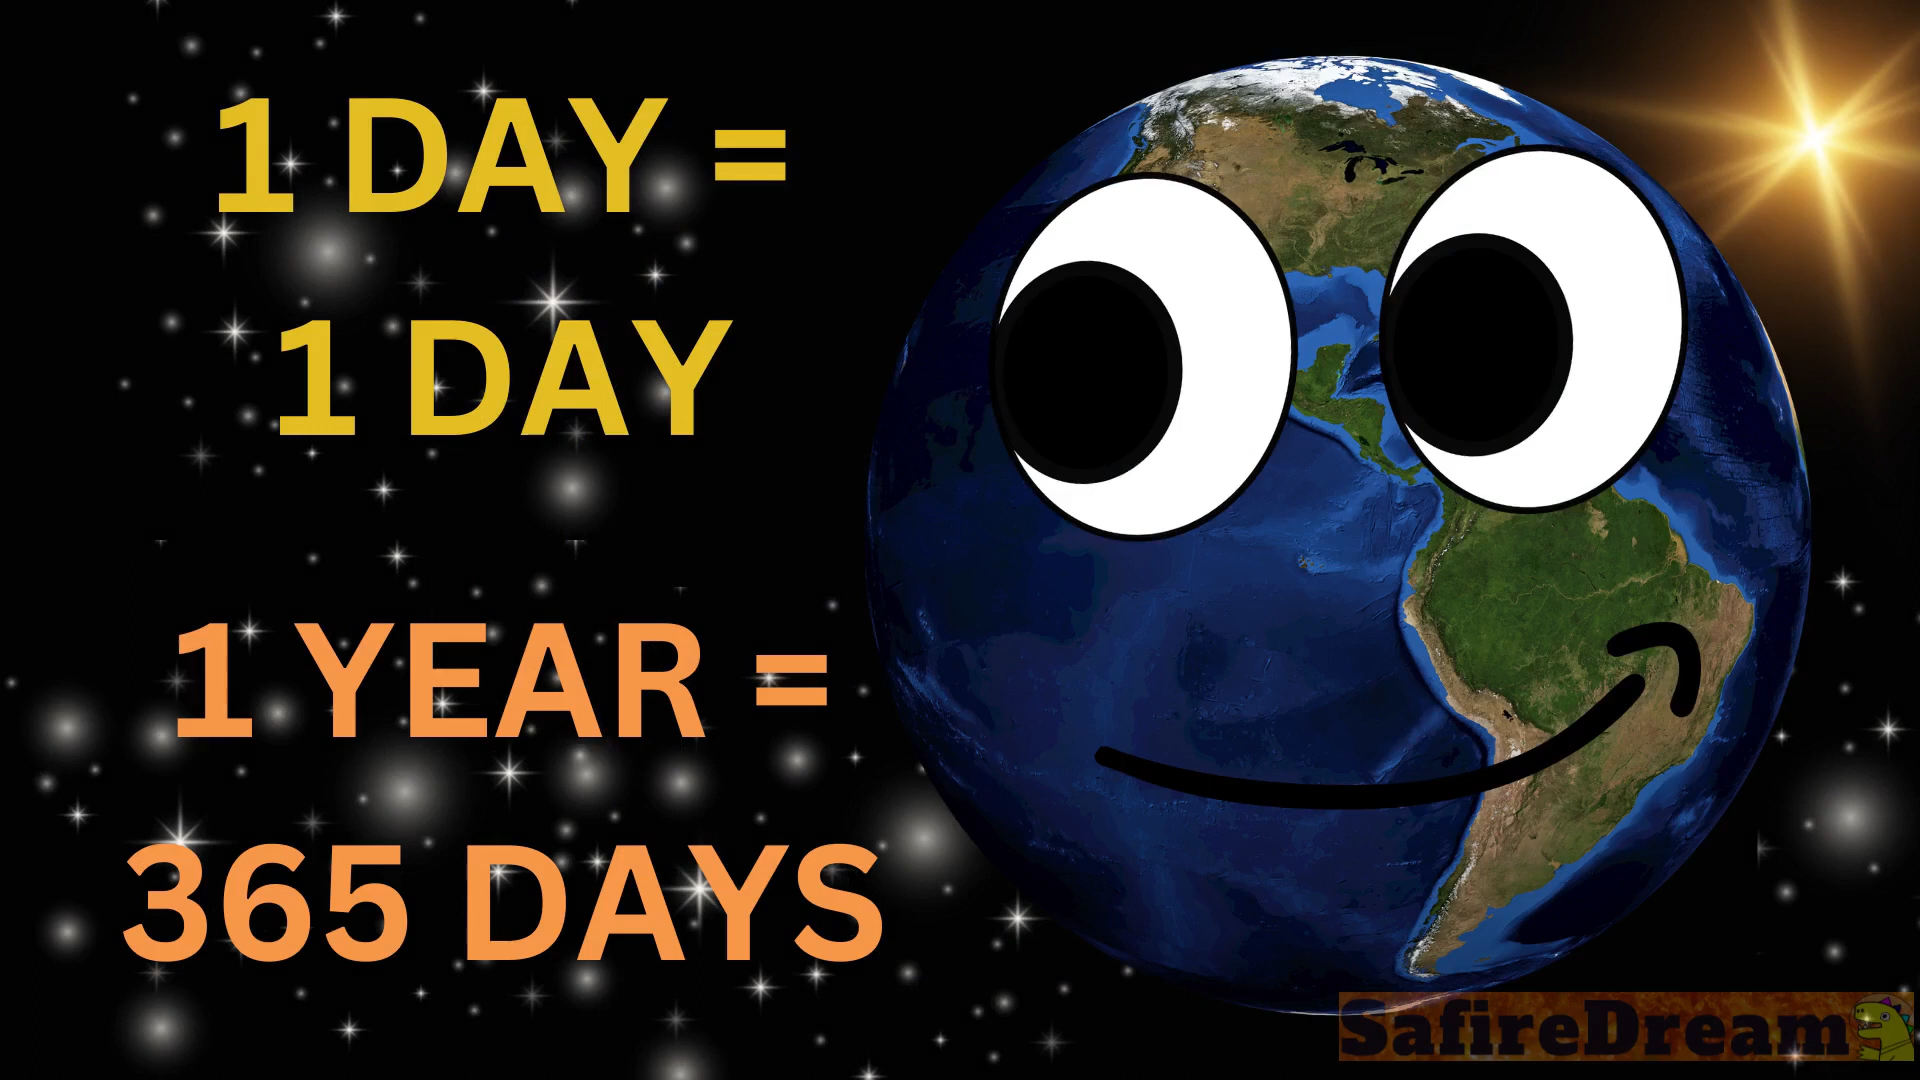 1 DAY =
1 DAY
1 YEAR =
365 DAYS
SafireDream